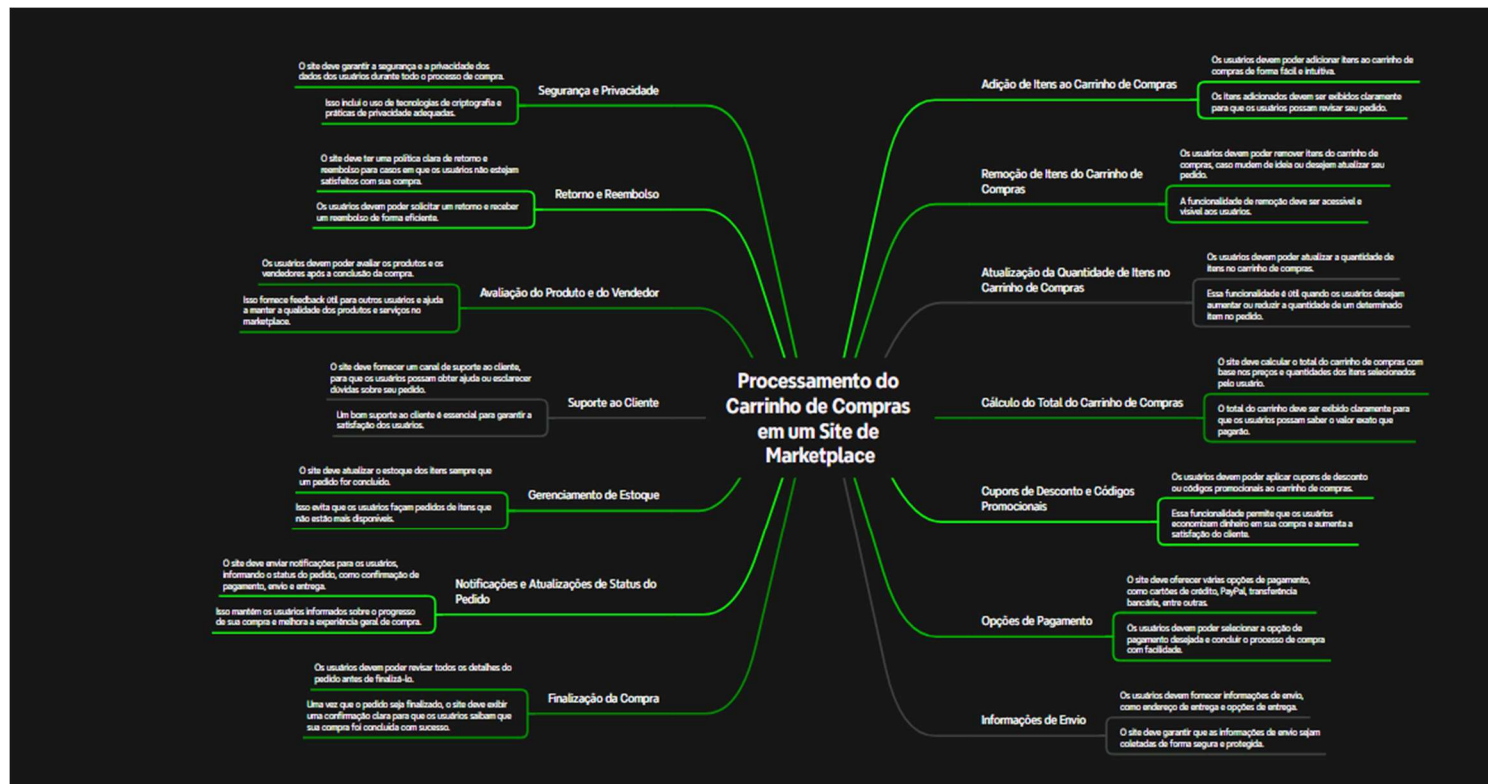 Processamento do
Carrinho de Compras
em um Site de
Marketplace
Adição de Itens ao Carrinho de Compras
Os usuários devem poder adicionar itens ao carrinho de
compras de forma fácil e intuitiva.
Os itens adicionados devem ser exibidos claramente
para que os usuários possam revisar seu pedido.
Remoção de Itens do Carrinho de
Compras
Os usuários devem poder remover itens do carrinho de
compras, caso mudem de ideia ou desejem atualizar seu
pedido.
A funcionalidade de remoção deve ser acessível e
visível aos usuários.
Atualização da Quantidade de Itens no
Carrinho de Compras
Os usuários devem poder atualizar a quantidade de
itens no carrinho de compras.
Essa funcionalidade é útil quando os usuários desejam
aumentar ou reduzir a quantidade de um determinado
item no pedido.
Cálculo do Total do Carrinho de Compras
O site deve calcular o total do carrinho de compras com
base nos preços e quantidades dos itens selecionados
pelo usuário.
O total do carrinho deve ser exibido claramente para
que os usuários possam saber o valor exato que
pagarão.
Cupons de Desconto e Códigos
Promocionais
Os usuários devem poder aplicar cupons de desconto
ou códigos promocionais ao carrinho de compras.
Essa funcionalidade permite que os usuários
economizem dinheiro em sua compra e aumenta a
satisfação do cliente.
Opções de Pagamento
O site deve oferecer várias opções de pagamento,
como cartões de crédito, PayPal, transferência
bancária, entre outras.
Os usuários devem poder selecionar a opção de
pagamento desejada e concluir o processo de compra
com facilidade.
Informações de Envio
Os usuários devem fornecer informações de envio,
como endereço de entrega e opções de entrega.
O site deve garantir que as informações de envio sejam
coletadas de forma segura e protegida.
Segurança e Privacidade
O site deve garantir a segurança e a privacidade dos
dados dos usuários durante todo o processo de compra.
Isso inclui o uso de tecnologias de criptografia e
práticas de privacidade adequadas.
Retorno e Reembolso
O site deve ter uma política clara de retorno e
reembolso para casos em que os usuários não estejam
satisfeitos com sua compra.
Os usuários devem poder solicitar um retorno e receber
um reembolso de forma eficiente.
Avaliação do Produto e do Vendedor
Os usuários devem poder avaliar os produtos e os
vendedores após a conclusão da compra.
Isso fornece feedback útil para outros usuários e ajuda
a manter a qualidade dos produtos e serviços no
marketplace.
Suporte ao Cliente
O site deve fornecer um canal de suporte ao cliente,
para que os usuários possam obter ajuda ou esclarecer
dúvidas sobre seu pedido.
Um bom suporte ao cliente é essencial para garantir a
satisfação dos usuários.
Gerenciamento de Estoque
O site deve atualizar o estoque dos itens sempre que
um pedido for concluído.
Isso evita que os usuários façam pedidos de itens que
não estão mais disponíveis.
Notificações e Atualizações de Status do
Pedido
O site deve enviar notificações para os usuários,
informando o status do pedido, como confirmação de
pagamento, envio e entrega.
Isso mantém os usuários informados sobre o progresso
de sua compra e melhora a experiência geral de compra.
Finalização da Compra
Os usuários devem poder revisar todos os detalhes do
pedido antes de finalizá-lo.
Uma vez que o pedido seja finalizado, o site deve exibir
uma confirmação clara para que os usuários saibam que
sua compra foi concluída com sucesso.